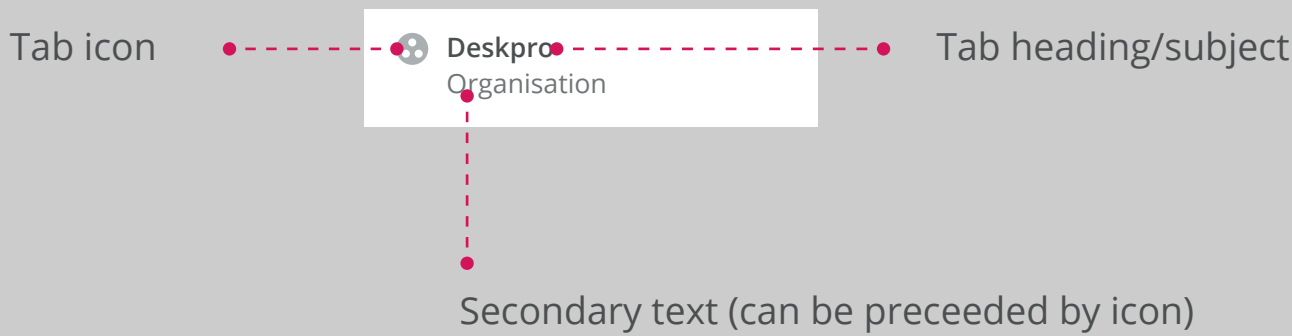 Tab icon
Deskpro
Tab heading/subject
Organisation
Secondary text (can be preceeded by icon)